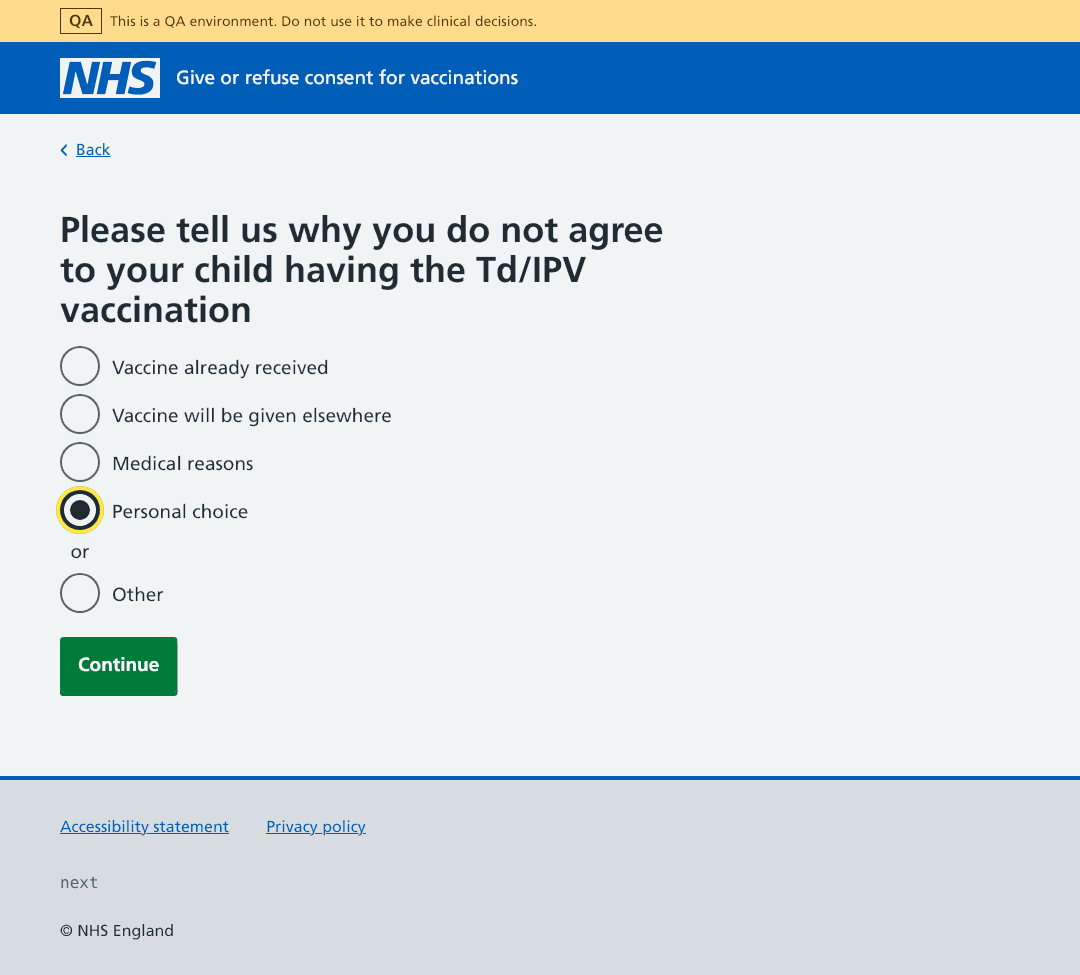 QA This is a QA environment. Do not use it to make clinical decisions.
NHS Give or refuse consent for vaccinations
Back
Please tell us why you do not agree
to your child having the Td/IPV
vaccination
Vaccine already received
Vaccine will be given elsewhere
Medical reasons
Personal choice
or
Other
Continue
Accessibility statement Privacy policy
next
© NHS England